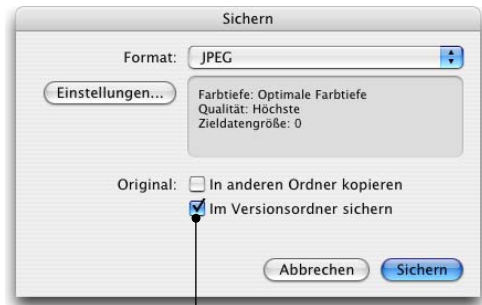 Sichern
Format: JPEG
Einstellungen...
Farbtiefe: Optimale Farbtiefe
Qualität: Höchste
Zieldatengröße: 0
Original: In anderen Ordner kopieren
Im Versionsordner sichern
Abbrechen Sichern